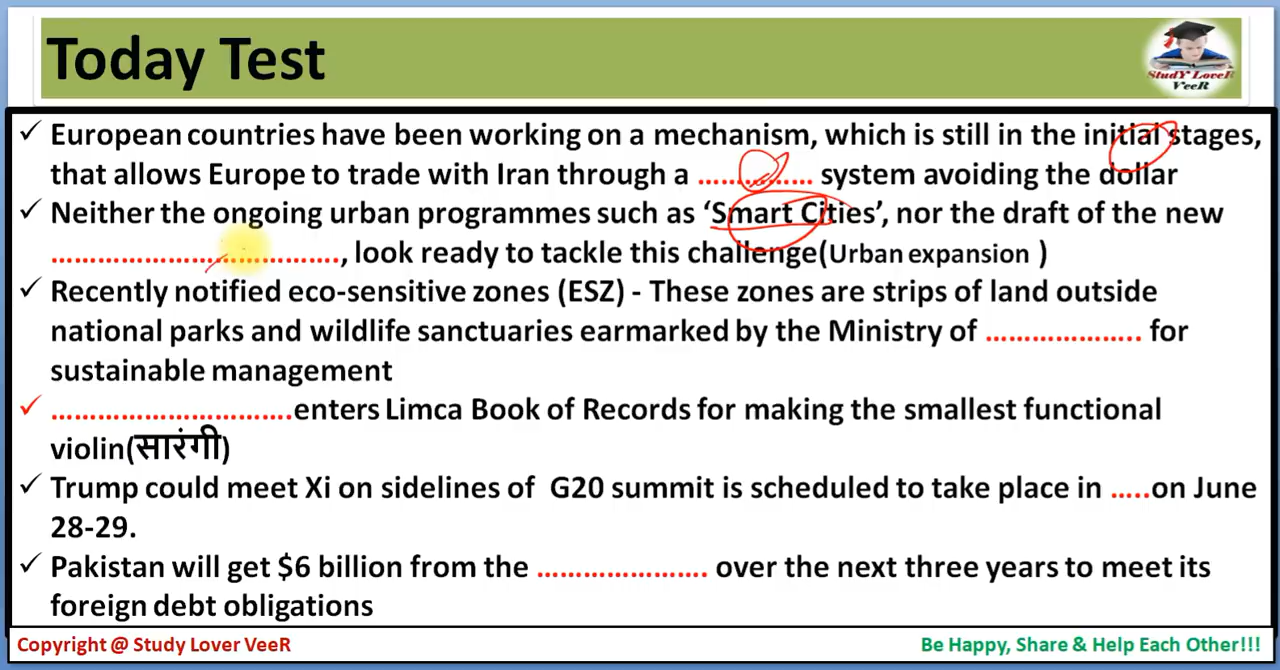 Today Test
StudY LoveR
VeeR
✓ European countries have been working on a mechanism, which is still in the initial stages,
that allows Europe to trade with Iran through a …………… system avoiding the dollar
✓ Neither the ongoing urban programmes such as ‘Smart Cities’, nor the draft of the new
………………………………., look ready to tackle this challenge(Urban expansion )
✓ Recently notified eco-sensitive zones (ESZ) - These zones are strips of land outside
national parks and wildlife sanctuaries earmarked by the Ministry of ……………….. for
sustainable management
✓ ………………………….enters Limca Book of Records for making the smallest functional
violin(सारंगी)
✓ Trump could meet Xi on sidelines of G20 summit is scheduled to take place in …..on June
28-29.
✓ Pakistan will get $6 billion from the …………………. over the next three years to meet its
foreign debt obligations
Copyright @ Study Lover VeeR
Be Happy, Share & Help Each Other!!!